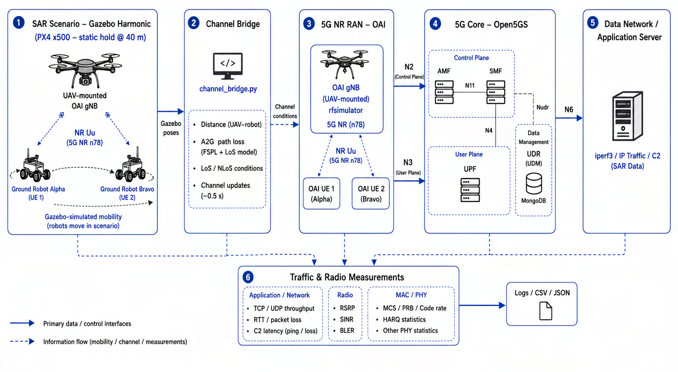 1
SAR Scenario – Gazebo Harmonic
(PX4 x500 – static hold @ 40 m)
UAV-mounted
OAI gNB
NR Uu
(5G NR n78)
Ground Robot Alpha
(UE 1)
Ground Robot Bravo
(UE 2)
Gazebo-simulated mobility
(robots move in scenario)
Gazebo
poses
2
Channel Bridge
</>
channel_bridge.py
• Distance (UAV–robot)
• A2G path loss
(FSPL + LoS model)
• LoS / NLoS conditions
• Channel updates
(~0.5 s)
Channel
conditions
3
5G NR RAN – OAI
OAI gNB
(UAV-mounted)
rfsimulator
5G NR (n78)
NR Uu
(5G NR n78)
OAI UE 1
(Alpha)
OAI UE 2
(Bravo)
N2
(Control Plane)
N3
(User Plane)
4
5G Core – Open5GS
Control Plane
AMF
SMF
N11
Nudr
N4
User Plane
UPF
Data
Management
UDR
(UDM)
MongoDB
N6
5
Data Network /
Application Server
iperf3 / IP Traffic / C2
(SAR Data)
6
Traffic & Radio Measurements
Application / Network
• TCP / UDP throughput
• RTT / packet loss
• C2 latency (ping / loss)
Radio
• RSRP
• SINR
• BLER
MAC / PHY
• MCS / PRB / Code rate
• HARQ statistics
• Other PHY statistics
Logs / CSV / JSON
Primary data / control interfaces
Information flow (mobility / channel / measurements)